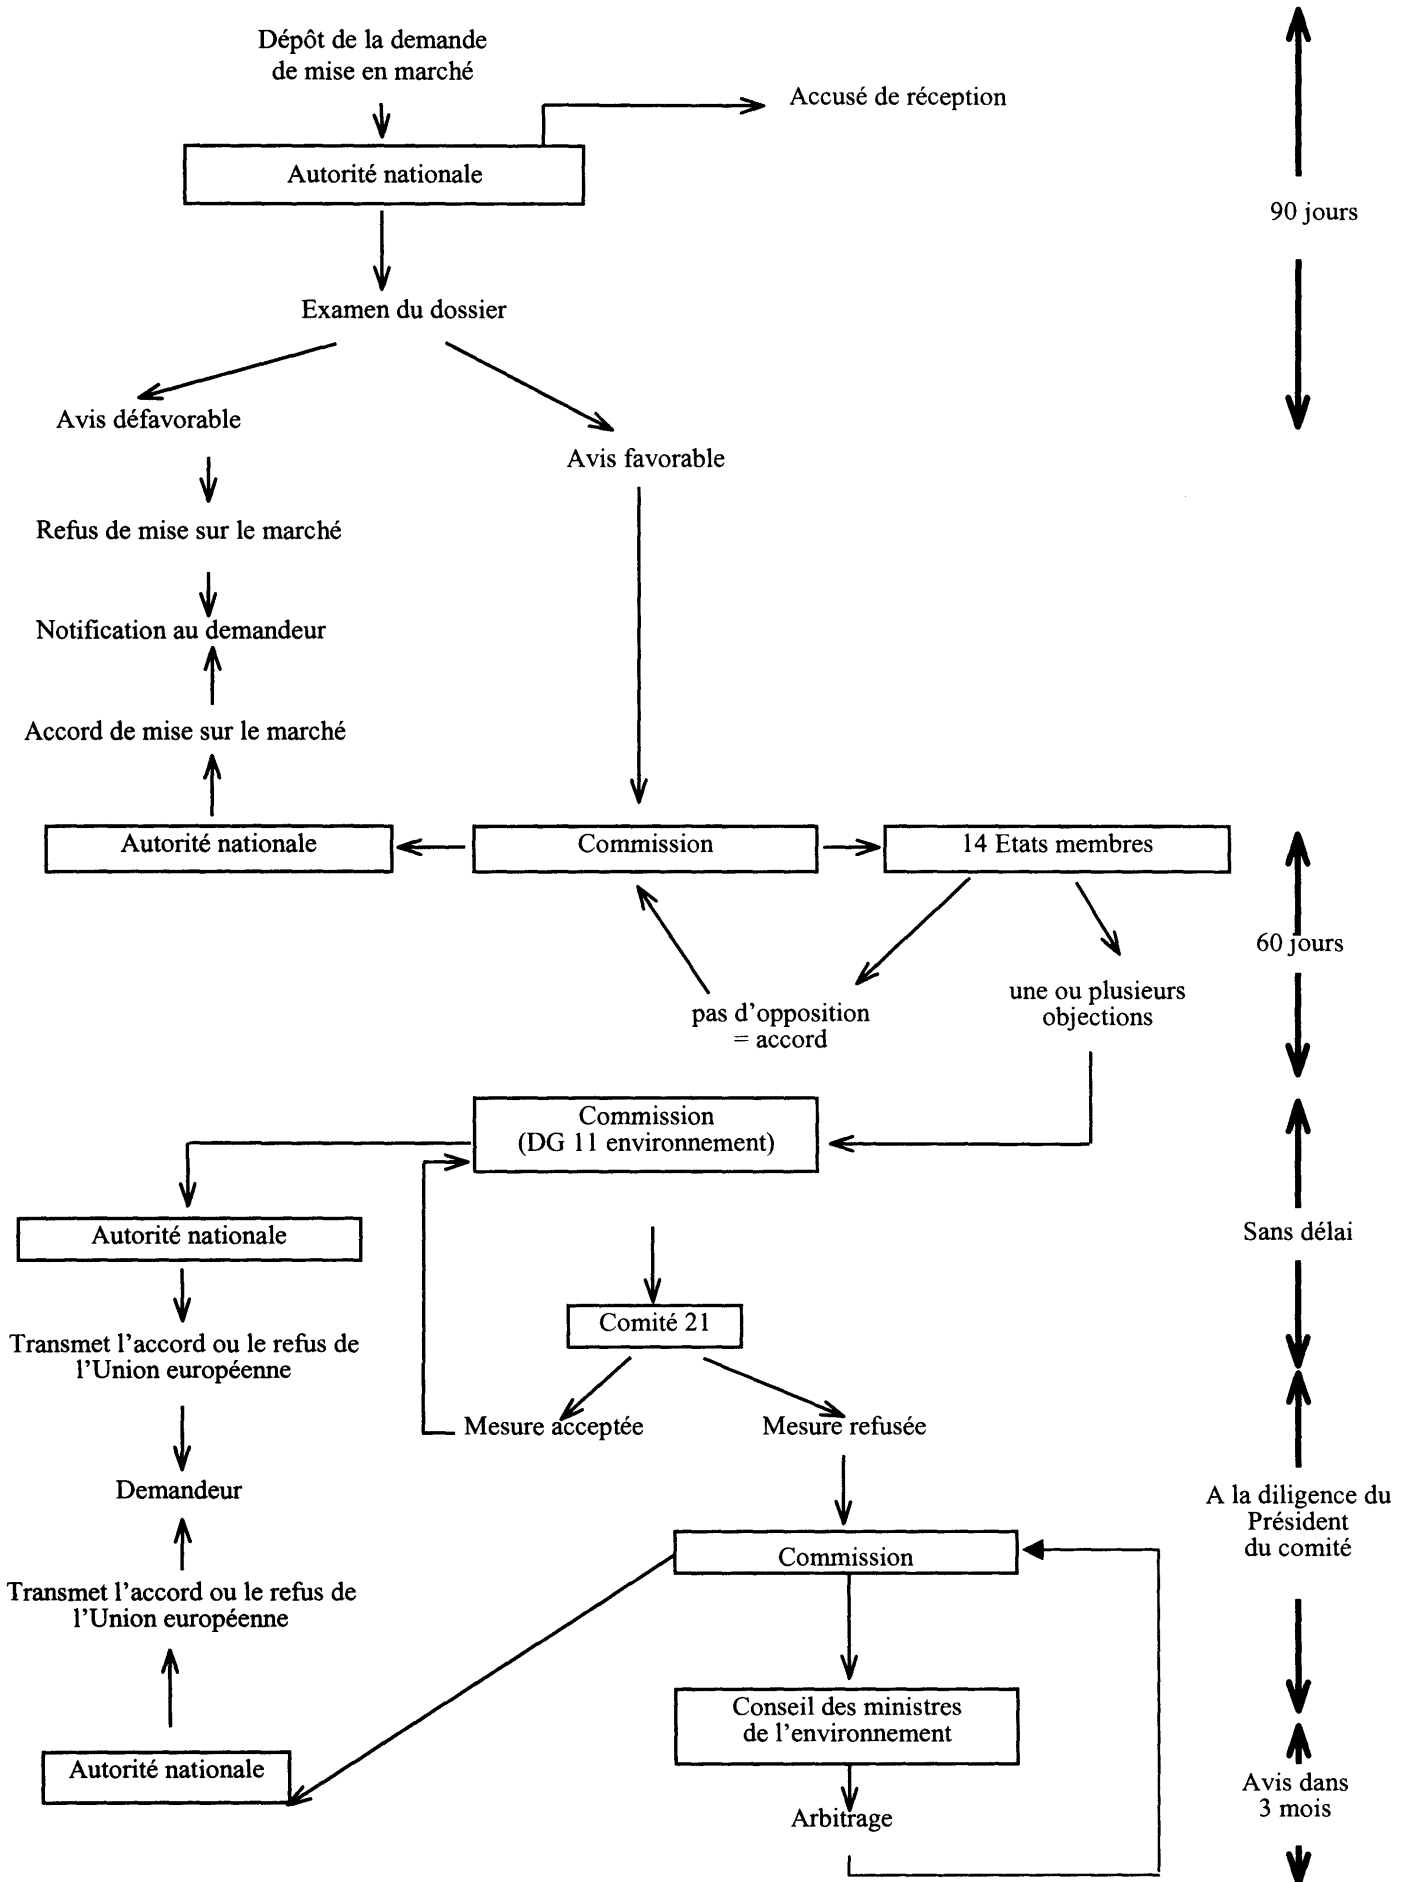 Dépôt de la demande
de mise en marché
Accusé de réception
Autorité nationale
90 jours
Examen du dossier
Avis défavorable
Avis favorable
Refus de mise sur le marché
Notification au demandeur
Accord de mise sur le marché
Autorité nationale
Commission
14 Etats membres
60 jours
une ou plusieurs
objections
pas d'opposition
= accord
Commission
(DG 11 environnement)
Autorité nationale
Sans délai
Comité 21
Transmet l'accord ou le refus de
l'Union européenne
Mesure acceptée
Mesure refusée
Demandeur
A la diligence du
Président
du comité
Commission
Transmet l'accord ou le refus de
l'Union européenne
Conseil des ministres
de l'environnement
Autorité nationale
Avis dans
3 mois
Arbitrage